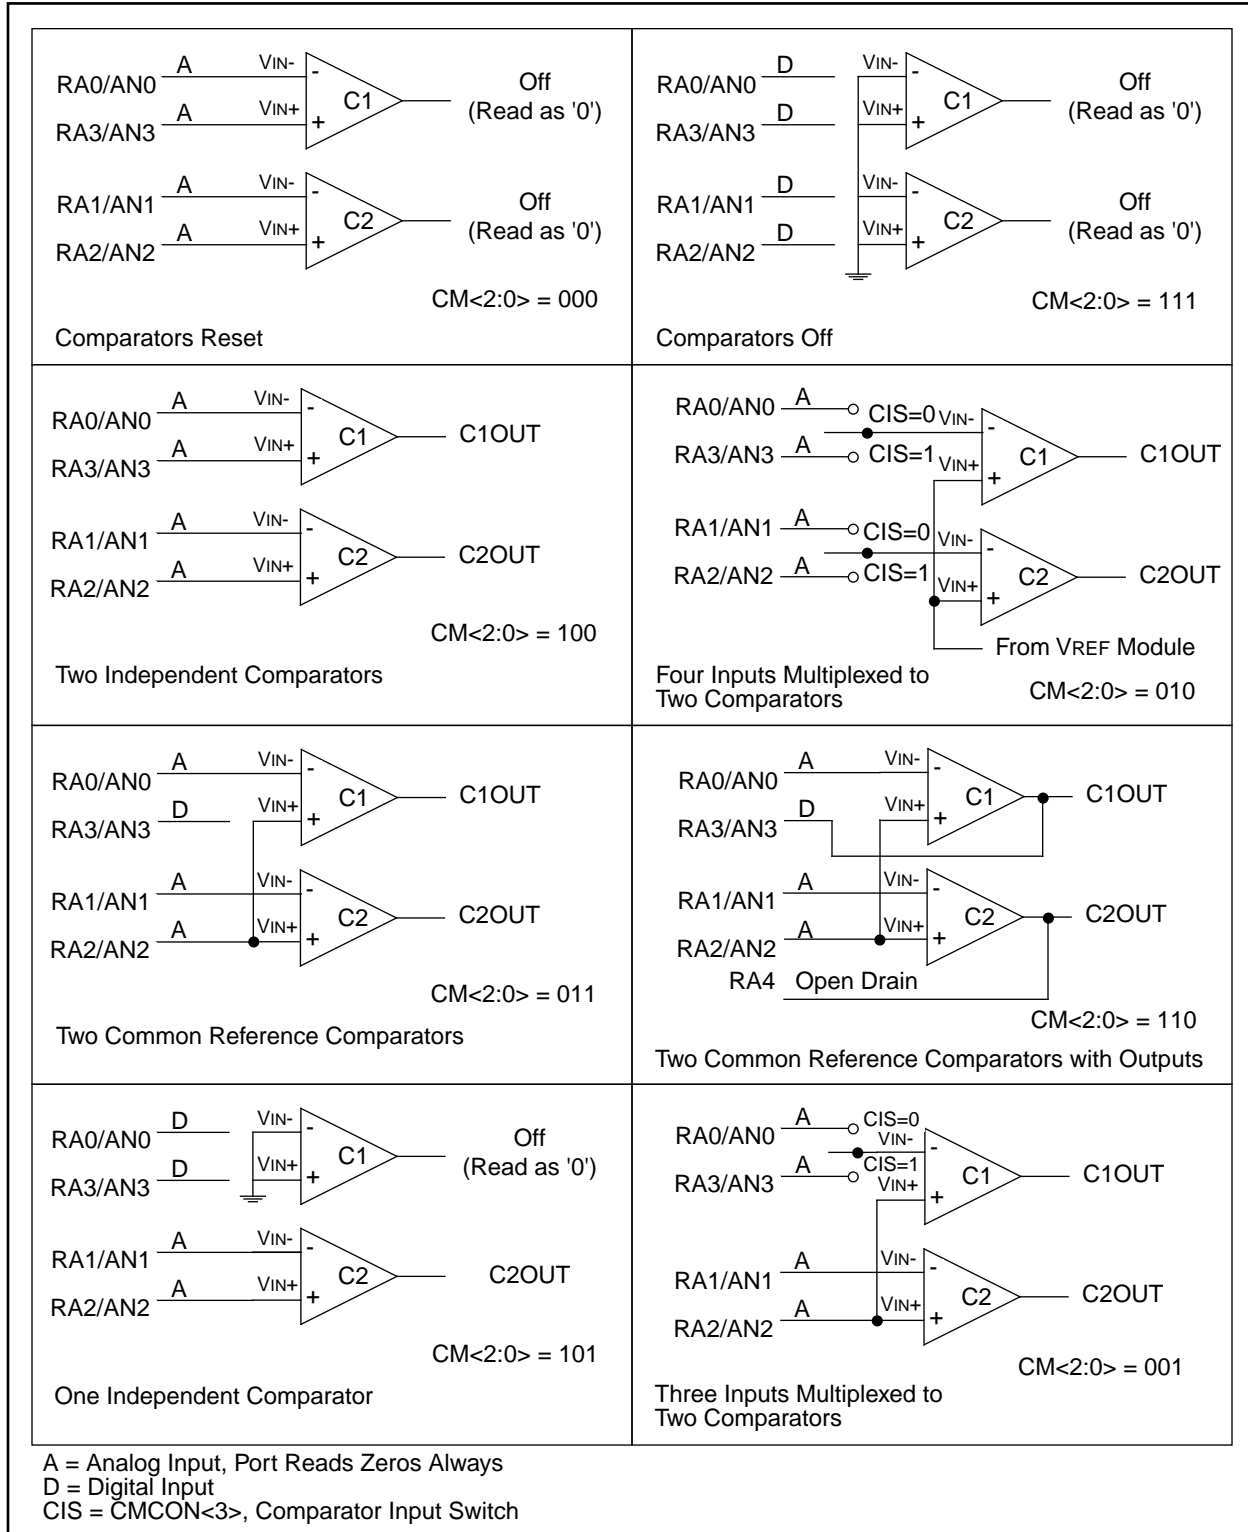 RA0/AN0 A VIN- - C1 Off
RA3/AN3 A VIN+ + (Read as '0')
RA1/AN1 A VIN- - C2 Off
RA2/AN2 A VIN+ + (Read as '0')
CM<2:0> = 000
Comparators Reset
RA0/AN0 D VIN- - C1 Off
RA3/AN3 D VIN+ + (Read as '0')
RA1/AN1 D VIN- - C2 Off
RA2/AN2 D VIN+ + (Read as '0')
CM<2:0> = 111
Comparators Off
RA0/AN0 A VIN- - C1 C1OUT
RA3/AN3 A VIN+ +
RA1/AN1 A VIN- - C2 C2OUT
RA2/AN2 A VIN+ +
CM<2:0> = 100
Two Independent Comparators
RA0/AN0 A CIS=0 VIN- - C1 C1OUT
RA3/AN3 A CIS=1 VIN+ +
RA1/AN1 A CIS=0 VIN- - C2 C2OUT
RA2/AN2 A CIS=1 VIN+ +
From VREF Module
Four Inputs Multiplexed to
Two Comparators
CM<2:0> = 010
RA0/AN0 A VIN- - C1 C1OUT
RA3/AN3 D VIN+ +
RA1/AN1 A VIN- - C2 C2OUT
RA2/AN2 A VIN+ +
CM<2:0> = 011
Two Common Reference Comparators
RA0/AN0 A VIN- - C1 C1OUT
RA3/AN3 D VIN+ +
RA1/AN1 A VIN- - C2 C2OUT
RA2/AN2 A VIN+ +
RA4 Open Drain
CM<2:0> = 110
Two Common Reference Comparators with Outputs
RA0/AN0 D VIN- - C1 Off
RA3/AN3 D VIN+ + (Read as '0')
RA1/AN1 A VIN- - C2 C2OUT
RA2/AN2 A VIN+ +
CM<2:0> = 101
One Independent Comparator
RA0/AN0 A CIS=0 VIN- - C1 C1OUT
RA3/AN3 A CIS=1 VIN+ +
RA1/AN1 A VIN- - C2 C2OUT
RA2/AN2 A VIN+ +
CM<2:0> = 001
Three Inputs Multiplexed to
Two Comparators
A = Analog Input, Port Reads Zeros Always
D = Digital Input
CIS = CMCON<3>, Comparator Input Switch